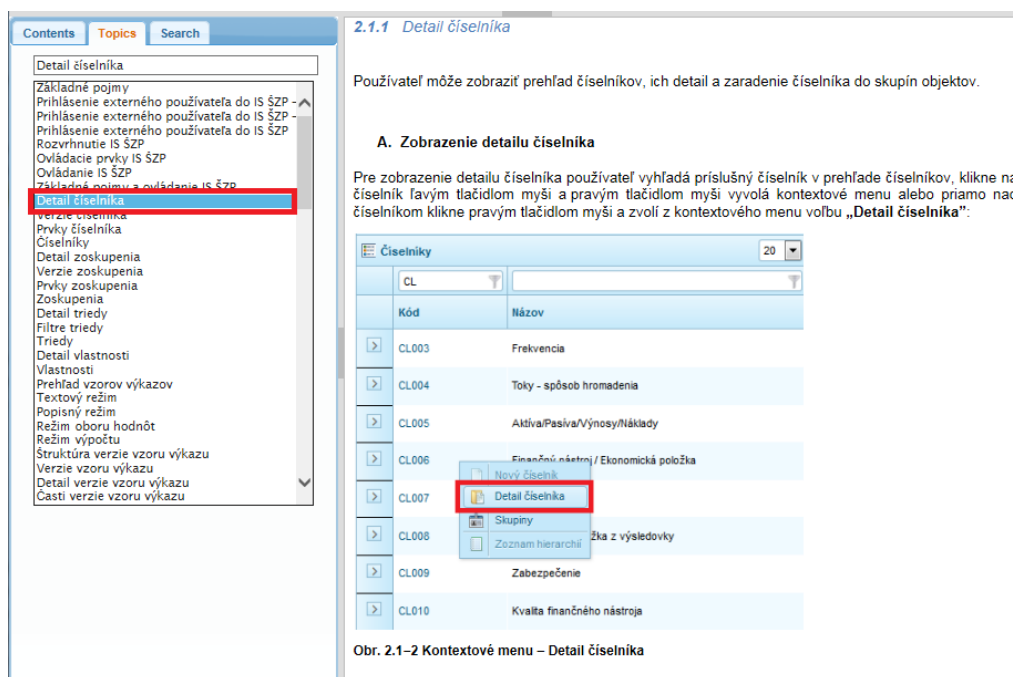 Contents Topics Search
Detail číselníka
Základné pojmy
Prihlásenie externého používateľa do IS ŠZP -
Prihlásenie externého používateľa do IS ŠZP -
Prihlásenie externého používateľa do IS ŠZP
Rozvrhnutie IS ŠZP
Ovládacie prvky IS ŠZP
Ovládanie IS ŠZP
Základné pojmy a ovládanie IS ŠZP
Detail číselníka
Verzie číselníka
Prvky číselníka
Číselníky
Detail zoskupenia
Verzie zoskupenia
Prvky zoskupenia
Zoskupenia
Detail triedy
Filtre triedy
Triedy
Detail vlastnosti
Vlastnosti
Prehľad vzorov výkazov
Textový režim
Popisný režim
Režim oboru hodnôt
Režim výpočtu
Štruktúra verzie vzoru výkazu
Verzie vzoru výkazu
Detail verzie vzoru výkazu
Časti verzie vzoru výkazu
2.1.1 Detail číselníka
Používateľ môže zobraziť prehľad číselníkov, ich detail a zaradenie číselníka do skupín objektov.
A. Zobrazenie detailu číselníka
Pre zobrazenie detailu číselníka používateľ vyhľadá príslušný číselník v prehľade číselníkov, klikne na
číselník ľavým tlačidlom myši a pravým tlačidlom myši vyvolá kontextové menu alebo priamo nad
číselníkom klikne pravým tlačidlom myši a zvolí z kontextového menu voľbu „Detail číselníka":
Číselníky 20
CL
Kód Názov
CL003 Frekvencia
CL004 Toky - spôsob hromadenia
CL005 Aktíva/Pasíva/Výnosy/Náklady
CL006 Finančný nástroj / Ekonomická položka
Nový číselník
CL007 Detail číselníka
Skupiny
CL008 žka z výsledovky
Zoznam hierarchií
CL009 Zabezpečenie
CL010 Kvalita finančného nástroja
Obr. 2.1–2 Kontextové menu – Detail číselníka